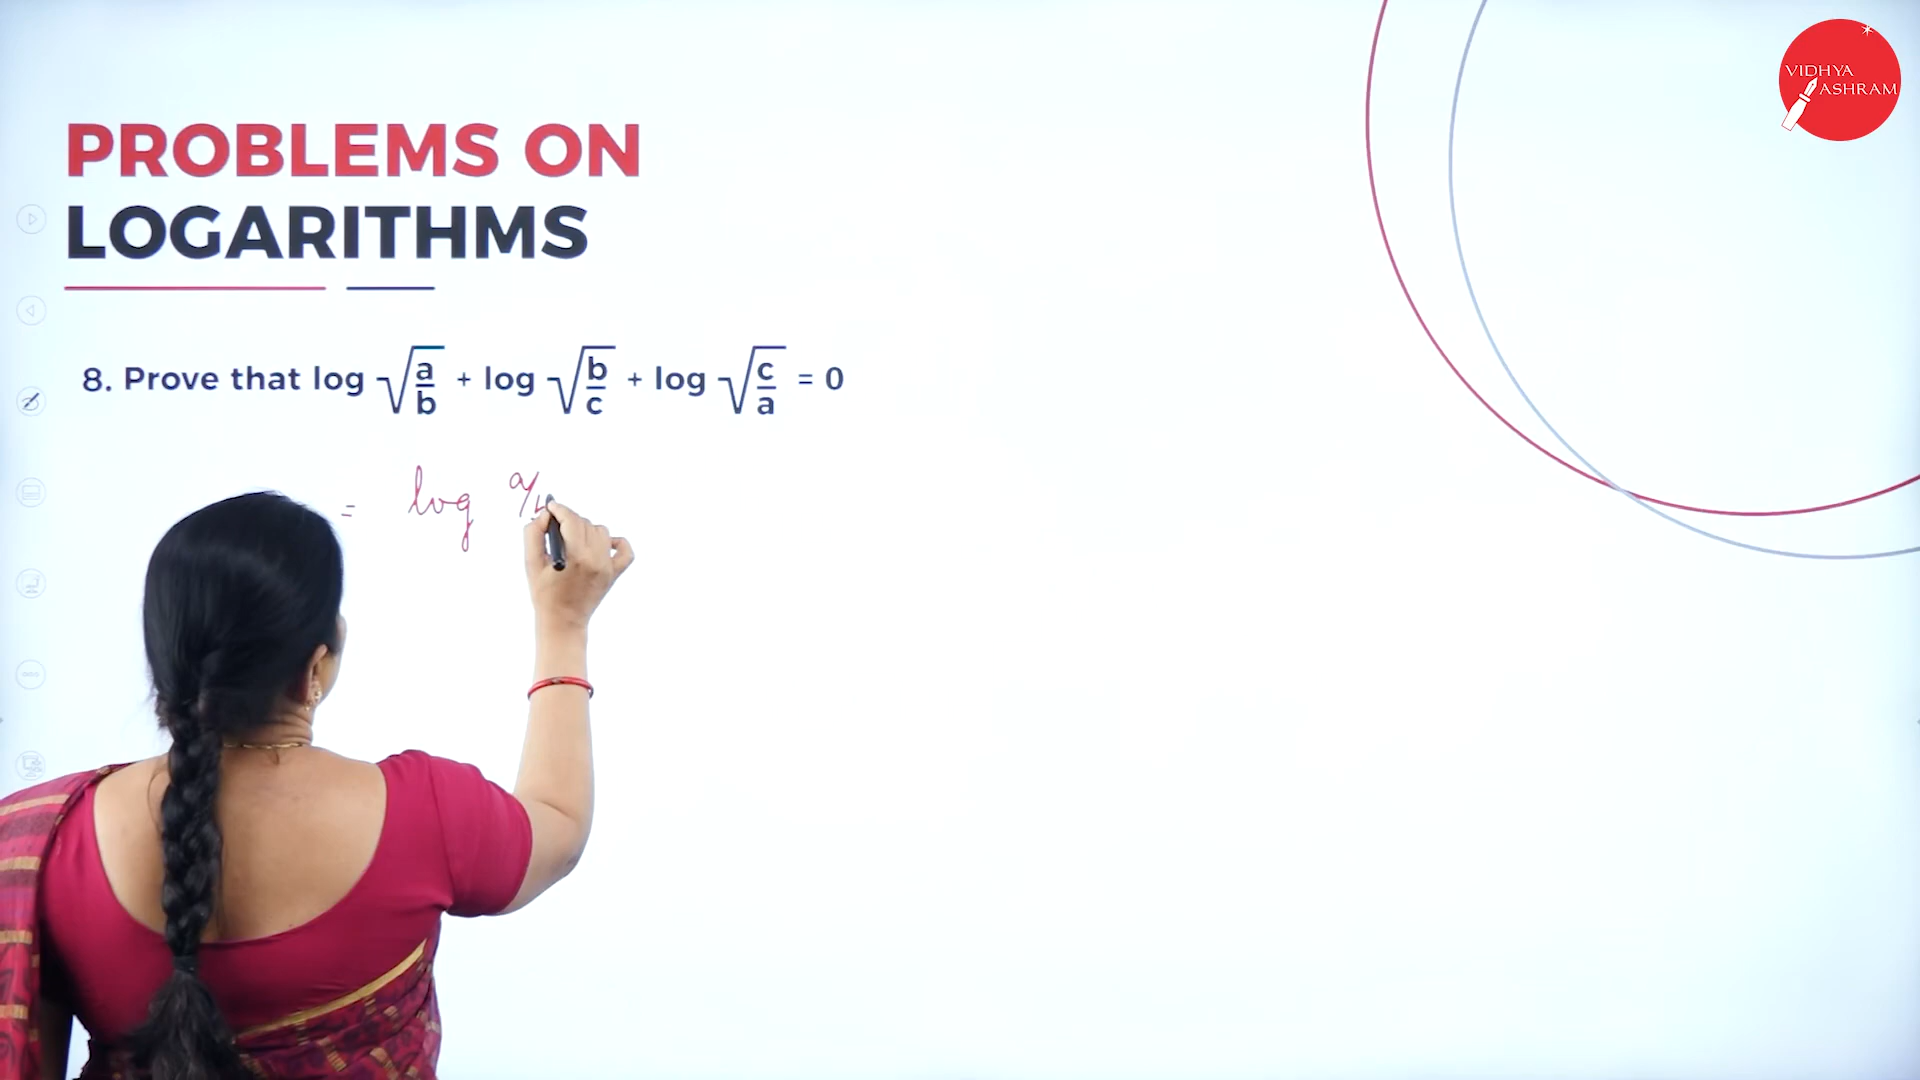 VIDHYA
ASHRAM
PROBLEMS ON
LOGARITHMS
8. Prove that log √(a/b) + log √(b/c) + log √(c/a) = 0
= log a/